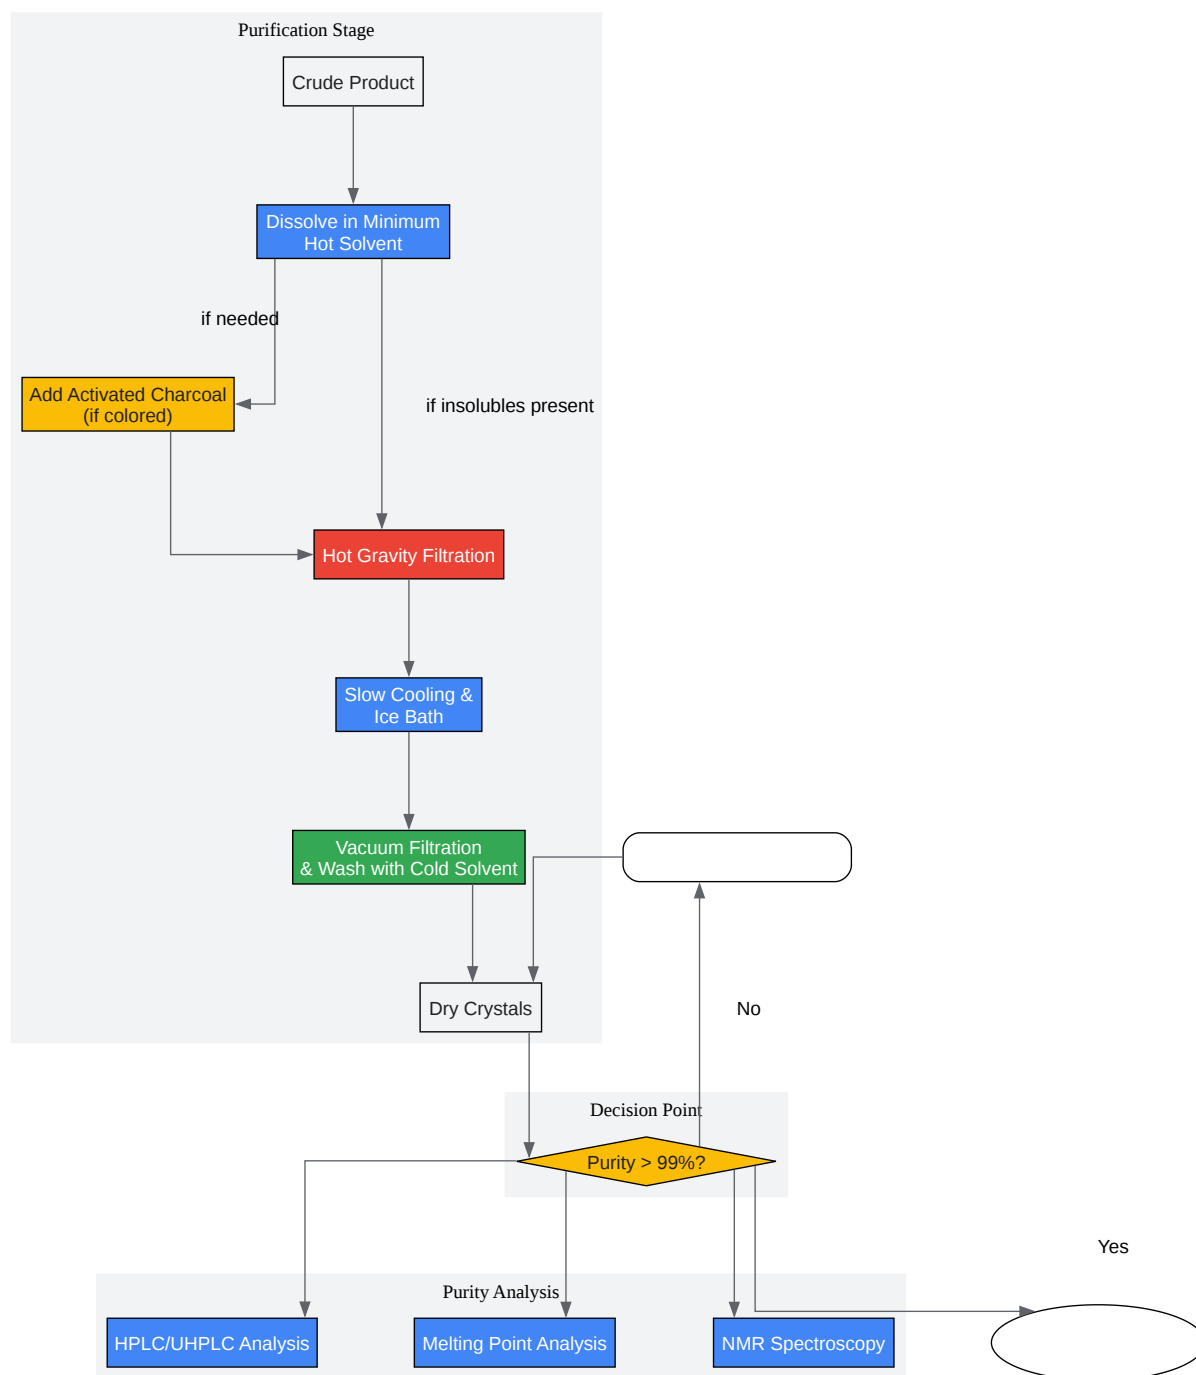 Purification Stage
Crude Product
Dissolve in Minimum
Hot Solvent
if needed
Add Activated Charcoal
(if colored)
if insolubles present
Hot Gravity Filtration
Slow Cooling &
Ice Bath
Vacuum Filtration
& Wash with Cold Solvent
Dry Crystals
No
Decision Point
Purity > 99%?
Yes
Purity Analysis
HPLC/UHPLC Analysis
Melting Point Analysis
NMR Spectroscopy